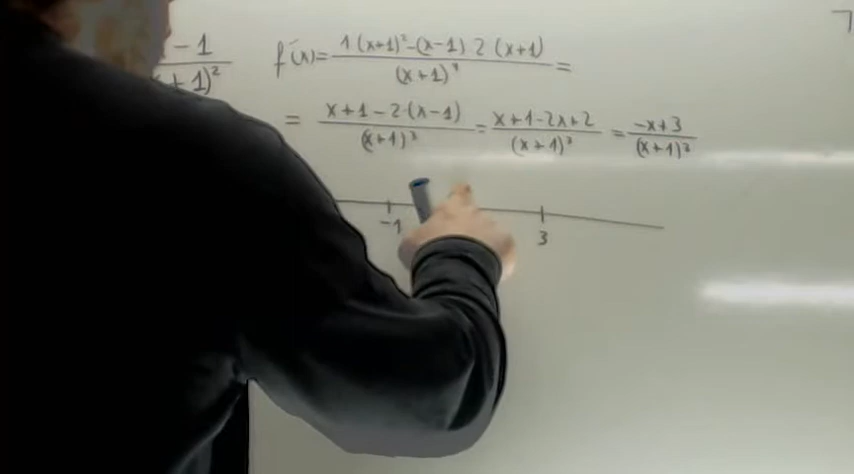 -1 f'(x)= 1(x+1)²-(x-1) 2 (x+1) / (x+1)⁴ =
+1)²
= x+1-2·(x-1) / (x+1)³ = x+1-2x+2 / (x+1)³ = -x+3 / (x+1)³
-1 3